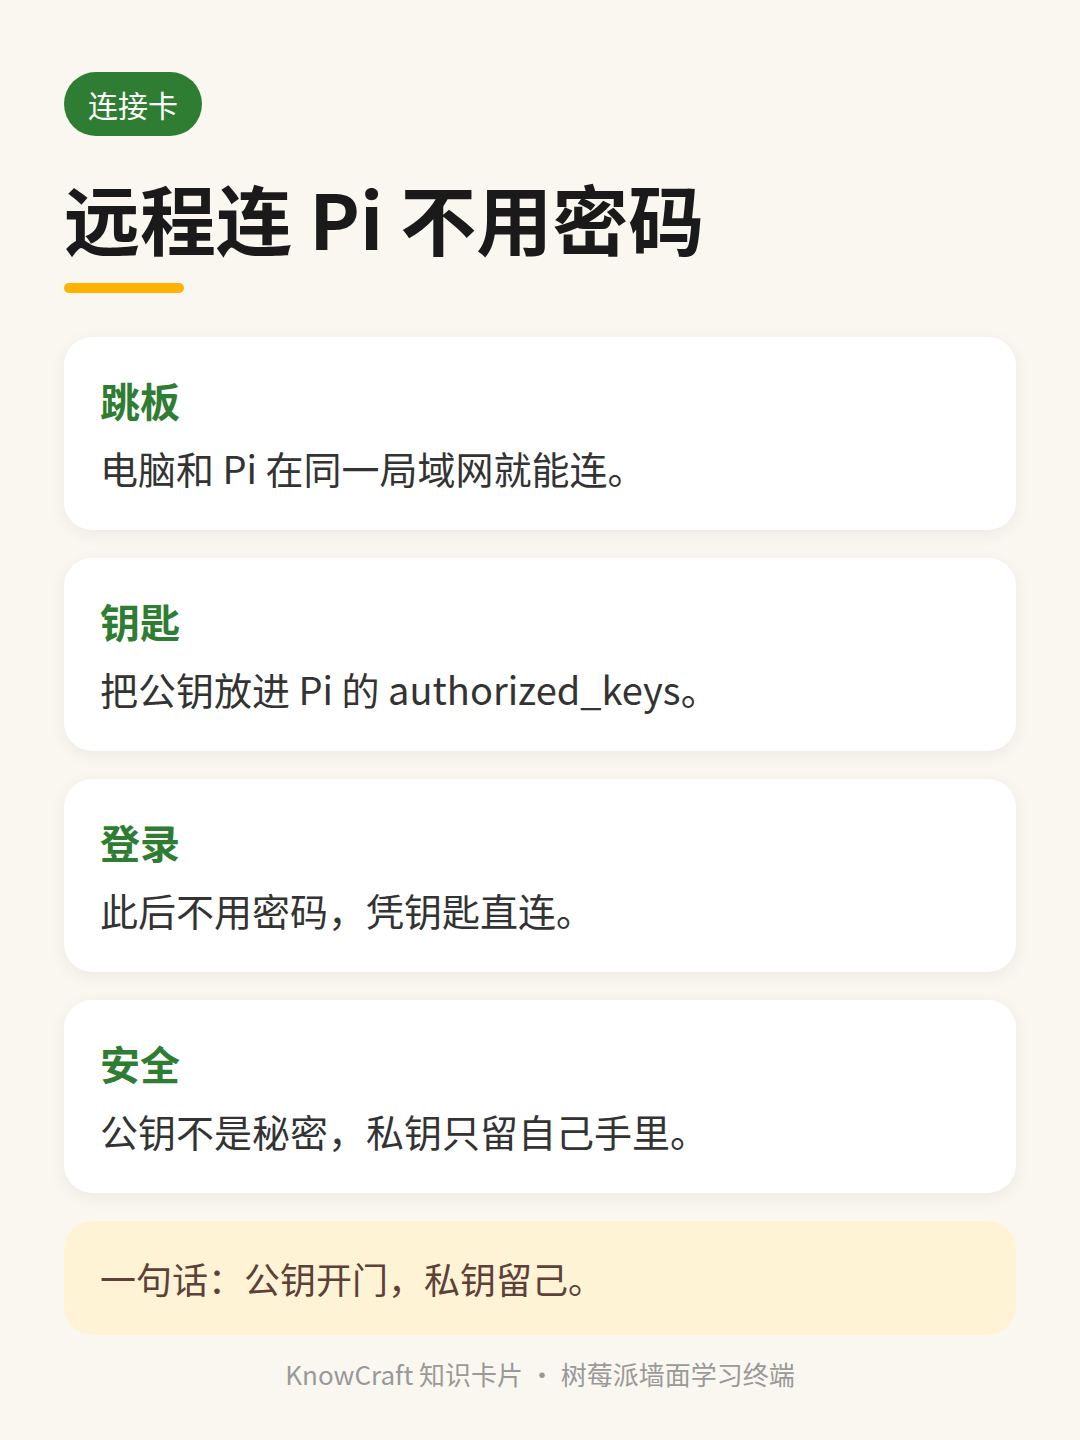 连接卡
远程连 Pi 不用密码
跳板
电脑和 Pi 在同一局域网就能连。
钥匙
把公钥放进 Pi 的 authorized_keys。
登录
此后不用密码，凭钥匙直连。
安全
公钥不是秘密，私钥只留自己手里。
一句话：公钥开门，私钥留己。
KnowCraft 知识卡片 · 树莓派墙面学习终端